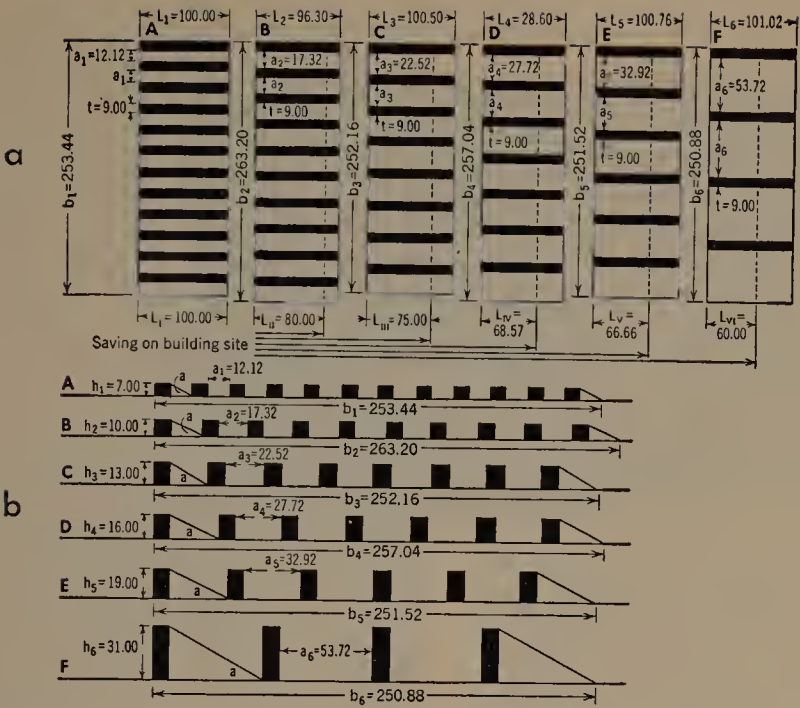 L₁=100.00 L₂=96.30 L₃=100.50 L₄=28.60 L₅=100.76 L₆=101.02
A B C D E F
a₁=12.12 a₂=17.32 a₃=22.52 a₄=27.72 a=32.92 a₆=53.72
a₁ a₂ a₃ a₄ a₅ a₆
t=9.00 t=9.00 t=9.00 t=9.00 t=9.00 t=9.00
a
b₁=253.44 b₂=263.20 b₃=252.16 b₄=257.04 b₅=251.52 b₆=250.88
L_I=100.00 L_II=80.00 L_III=75.00 L_IV= 68.57 L_V= 66.66 L_VI= 60.00
Saving on building site
b
A h₁=7.00 a a₁=12.12
b₁=253.44
B h₂=10.00 a a₂=17.32
b₂=263.20
C h₃=13.00 a a₃=22.52
b₃=252.16
D h₄=16.00 a a₄=27.72
b₄=257.04
E h₅=19.00 a a₅=32.92
b₅=251.52
F h₆=31.00 a a₆=53.72
b₆=250.88